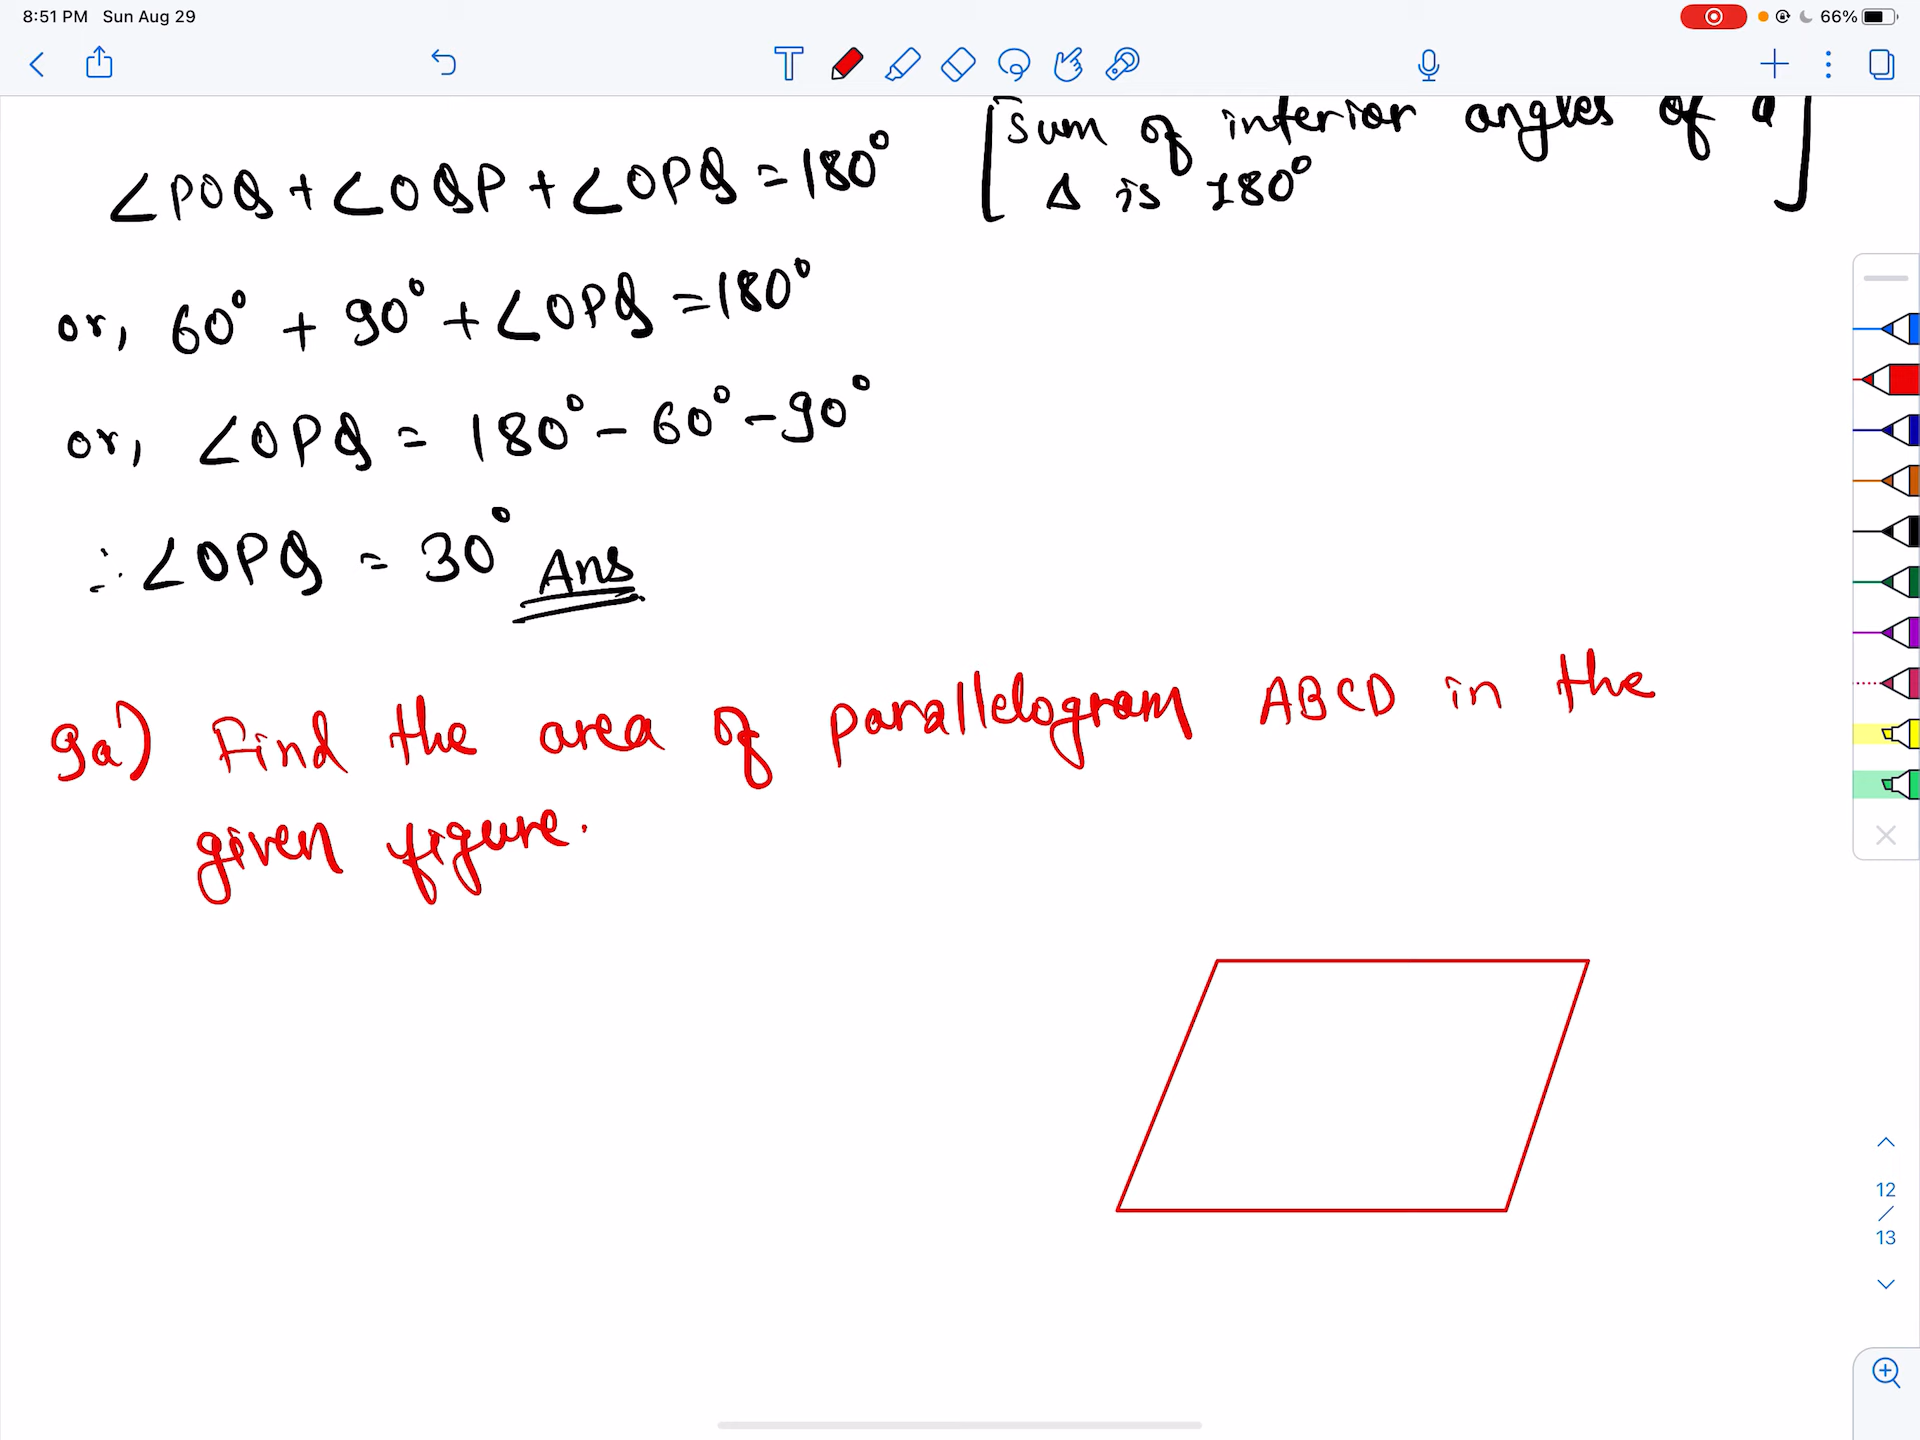 8:51 PM Sun Aug 29
66%
[Sum of interior angles of a
∠POQ + ∠OQP + ∠OPQ = 180°
Δ is 180°]
or, 60° + 90° + ∠OPQ = 180°
or, ∠OPQ = 180° - 60° - 90°
∴ ∠OPQ = 30° Ans
9a) Find the area of parallelogram ABCD in the
given figure.
12
/
13